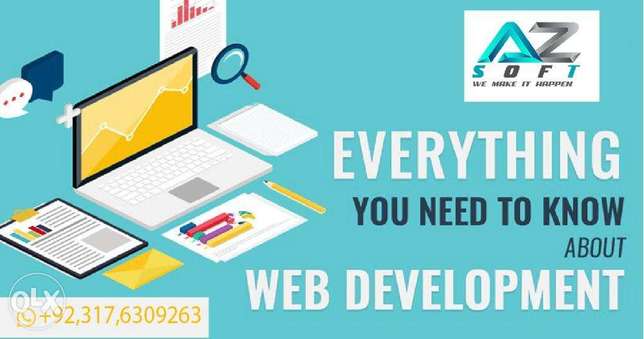 AZ
SOFT
WE MAKE IT HAPPEN
EVERYTHING
YOU NEED TO KNOW
ABOUT
WEB DEVELOPMENT
OLX
+92,317,6309263